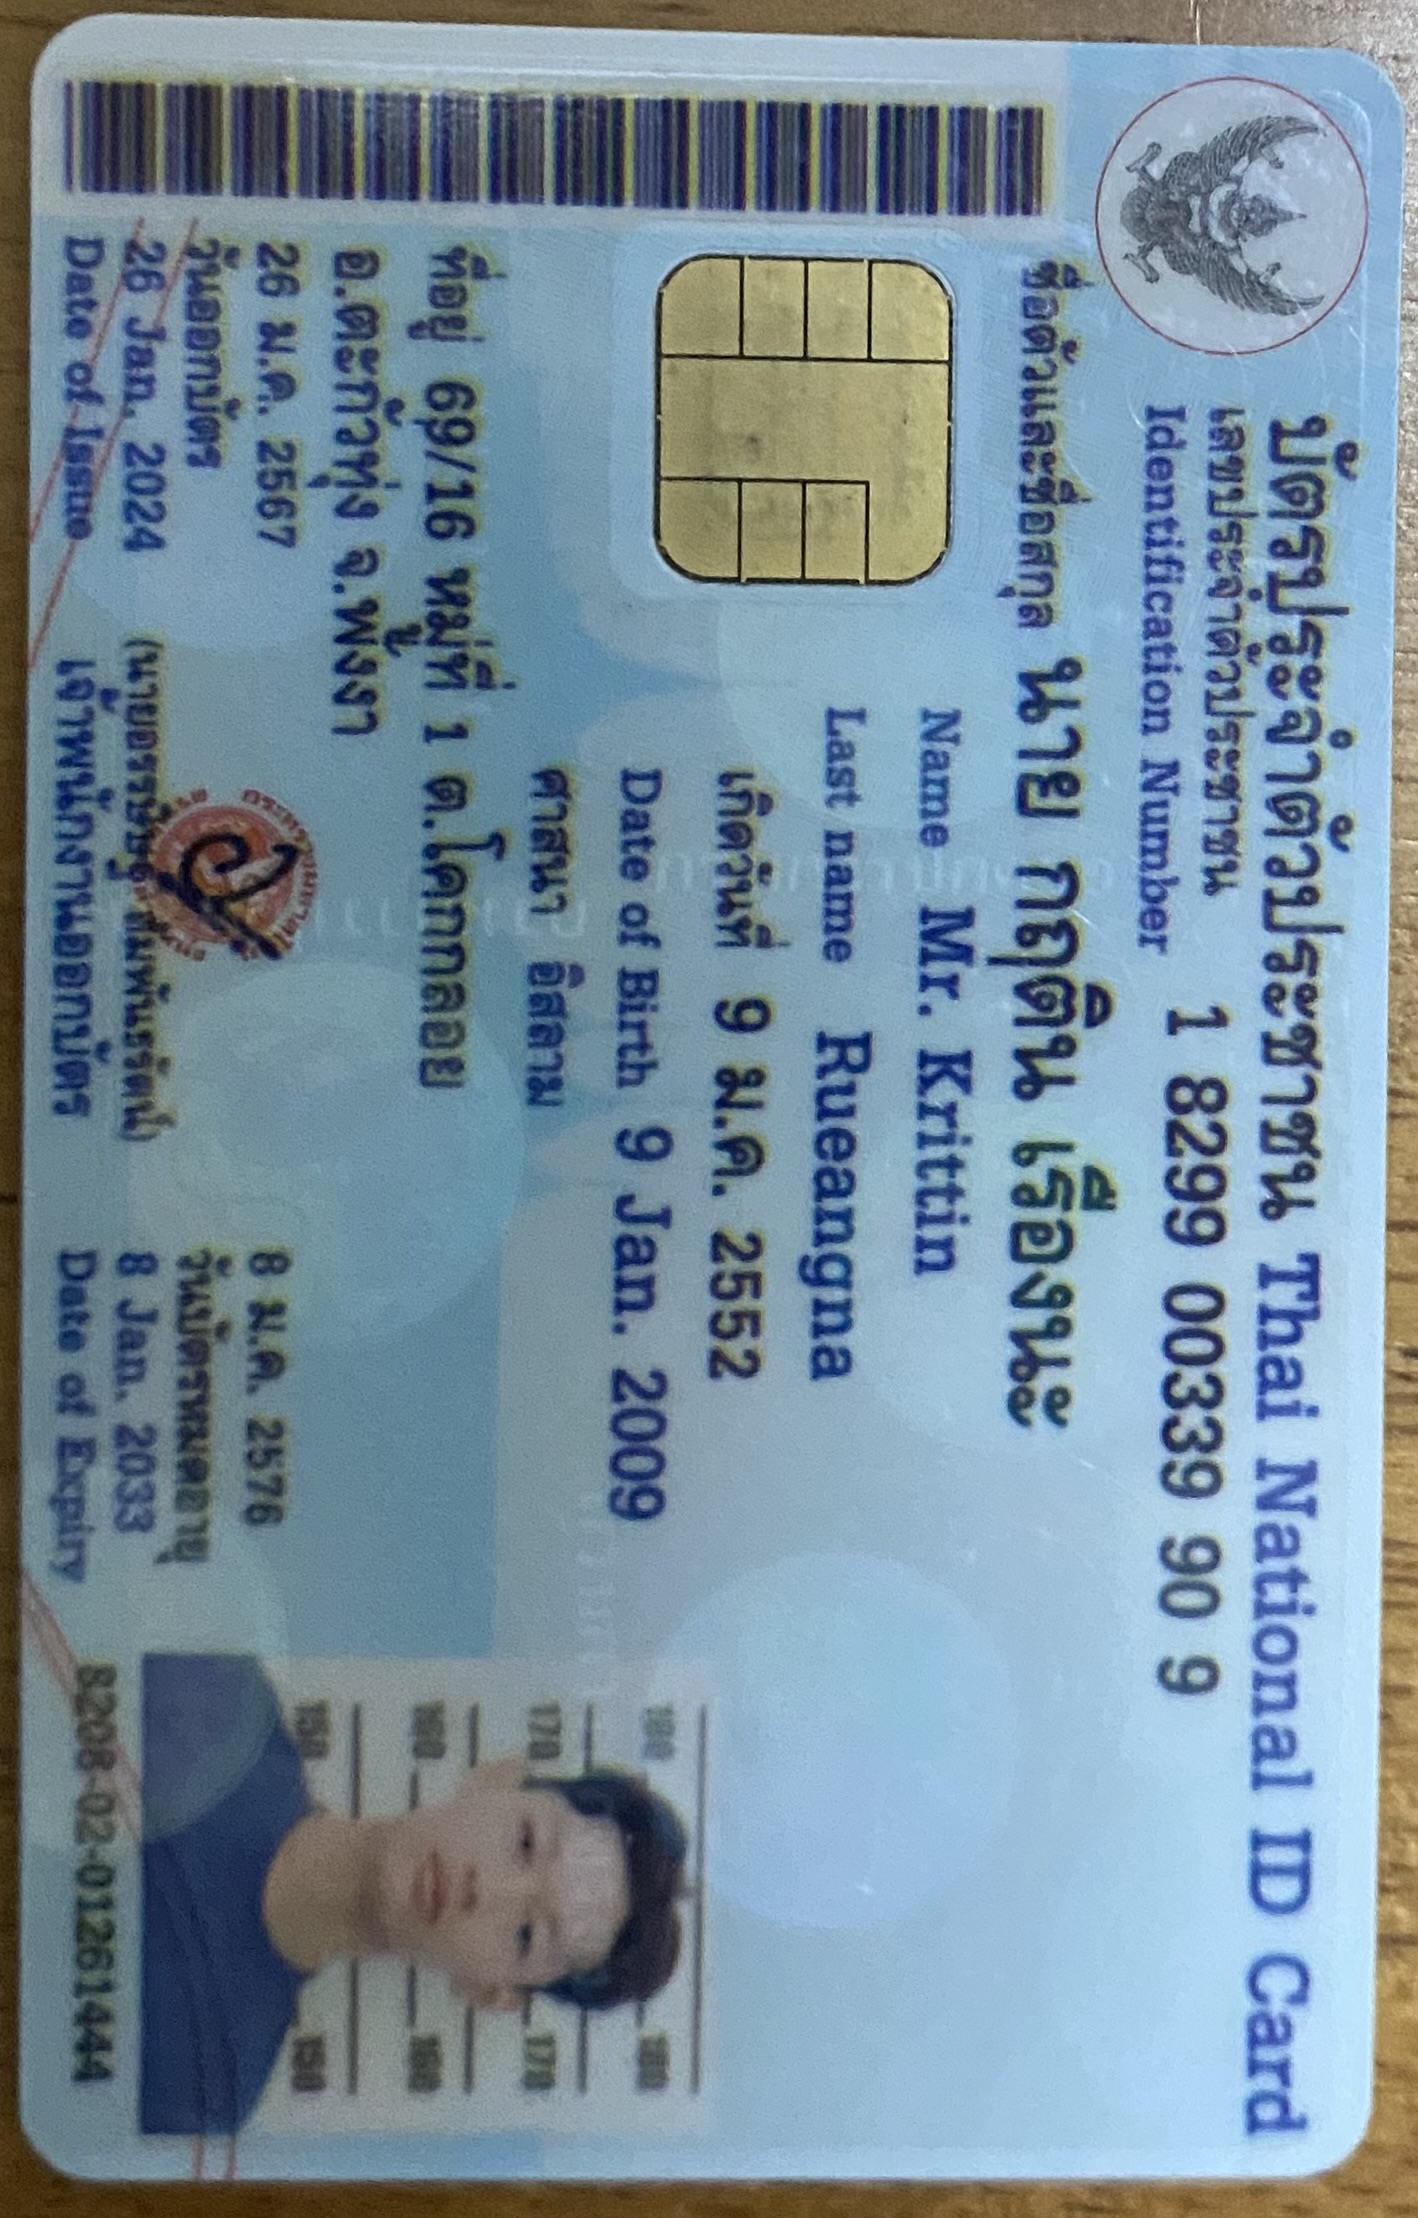 บัตรประจำตัวประชาชน Thai National ID Card
เลขประจำตัวประชาชน
Identification Number
1 8299 00339 90 9
ชื่อตัวและชื่อสกุล นาย กฤติน เรืองนะ
Name Mr. Krittin
Last name Rueangna
เกิดวันที่ 9 ม.ค. 2552
Date of Birth 9 Jan. 2009
ศาสนา อิสลาม
ที่อยู่ 69/16 หมู่ที่ 1 ต.โคกกลอย
อ.ตะกั่วทุ่ง จ.พังงา
26 ม.ค. 2567
วันออกบัตร
26 Jan. 2024
Date of Issue
เจ้าพนักงานออกบัตร
8 ม.ค. 2576
วันบัตรหมดอายุ
8 Jan. 2033
Date of Expiry
180 180
170 170
160 160
150 150
8208-02-01261444